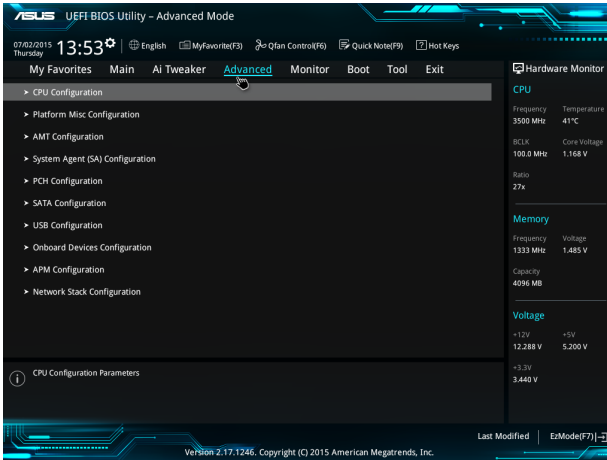 ASUS UEFI BIOS Utility – Advanced Mode
07/02/2015 Thursday 13:53 English MyFavorite(F3) Qfan Control(F6) Quick Note(F9) ? Hot Keys
My Favorites Main Ai Tweaker Advanced Monitor Boot Tool Exit
> CPU Configuration
> Platform Misc Configuration
> AMT Configuration
> System Agent (SA) Configuration
> PCH Configuration
> SATA Configuration
> USB Configuration
> Onboard Devices Configuration
> APM Configuration
> Network Stack Configuration
CPU Configuration Parameters
Hardware Monitor
CPU
Frequency Temperature
3500 MHz 41°C
BCLK Core Voltage
100.0 MHz 1.168 V
Ratio
27x
Memory
Frequency Voltage
1333 MHz 1.485 V
Capacity
4096 MB
Voltage
+12V +5V
12.288 V 5.200 V
+3.3V
3.440 V
Last Modified EzMode(F7)
Version 2.17.1246. Copyright (C) 2015 American Megatrends, Inc.